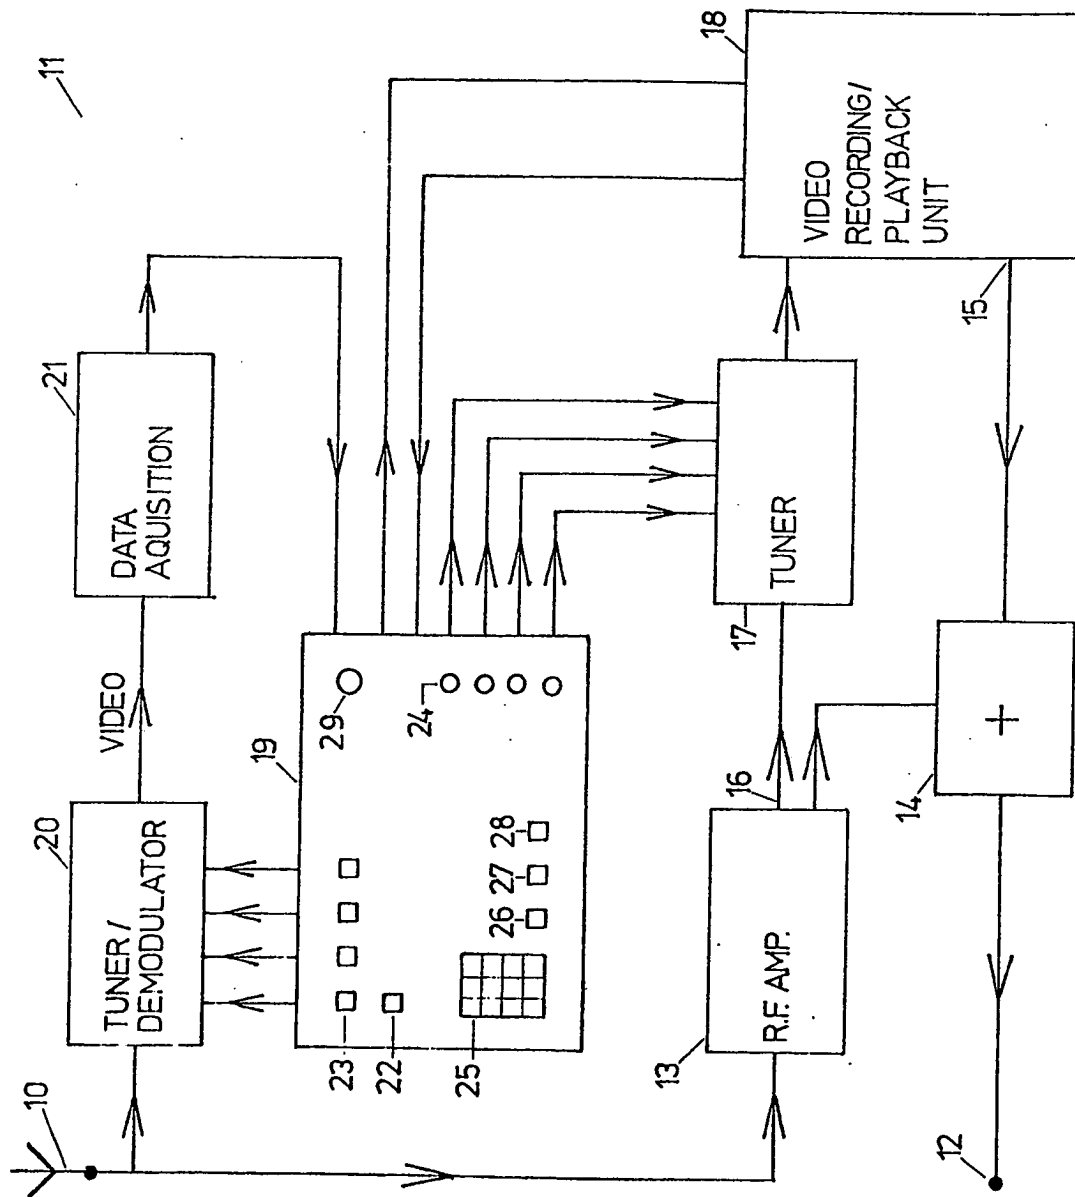 11
10
20
TUNER/
DEMODULATOR
VIDEO
21
DATA
AQUISITION
19
23
22
25
26
27
28
29
24
13
R.F. AMP.
16
17
TUNER
18
VIDEO
RECORDING/
PLAYBACK
UNIT
15
14
+
12